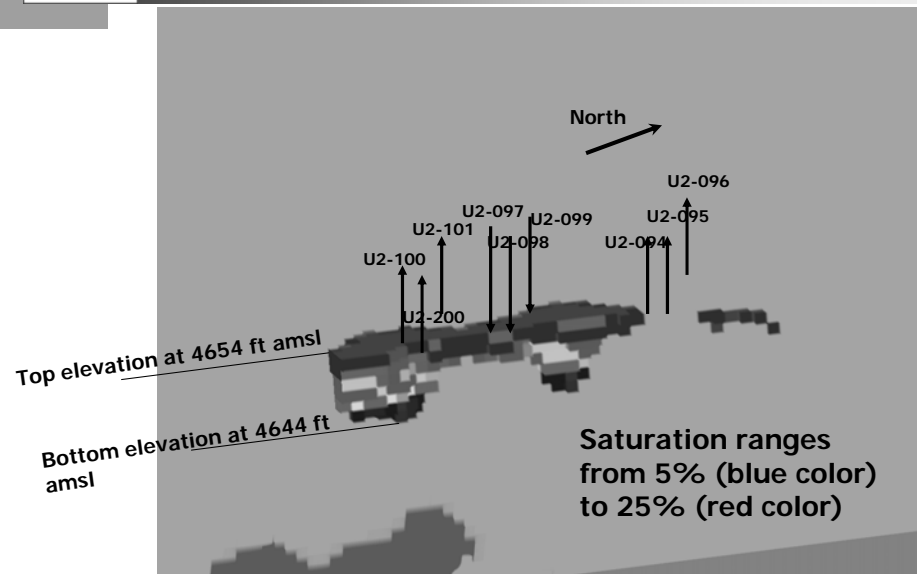 North
U2-096
U2-097
U2-099
U2-095
U2-101
U2-098
U2-094
U2-100
U2-200
Top elevation at 4654 ft amsl
Bottom elevation at 4644 ft
amsl
Saturation ranges
from 5% (blue color)
to 25% (red color)